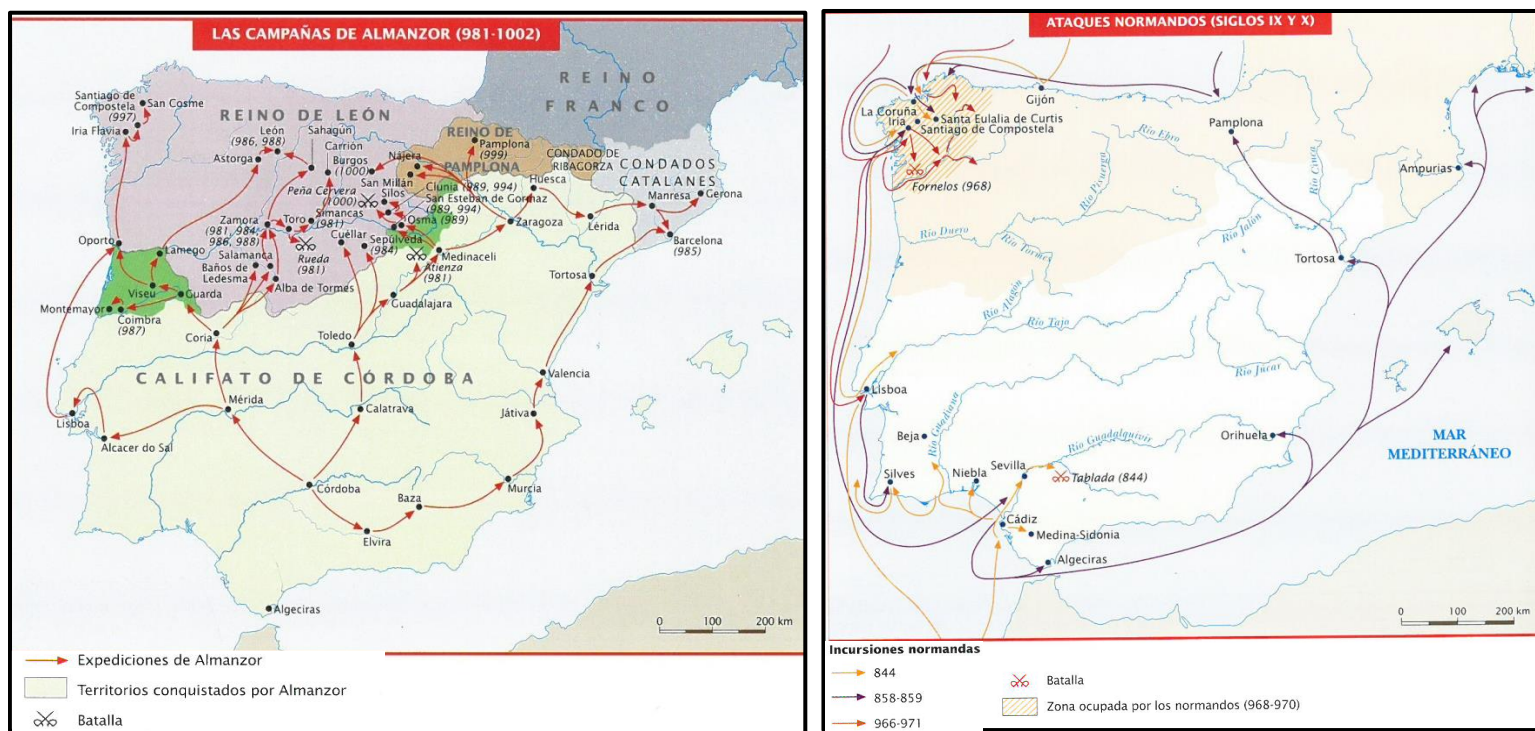 LAS CAMPAÑAS DE ALMANZOR (981-1002)
REINO
FRANCO
Santiago de
Compostela
(997)
San Cosme
Iria Flavia
REINO DE LEÓN
León
(986, 988)
Sahagún
Carrión
Astorga
Burgos
(1000)
Nájera
REINO DE
PAMPLONA
Pamplona
(999)
CONDADO DE
RIBAGORZA
CONDADOS
CATALANES
Peña Cervera
(1000)
San Millán
Silos
Clunia (989, 994)
San Esteban de Gormaz
(989, 994)
Osma (989)
Huesca
Manresa
Gerona
Zamora
(981, 984,
986, 988)
Toro
Simancas
(981)
Rueda
(981)
Cuéllar
Sepúlveda
(984)
Zaragoza
Lérida
Barcelona
(985)
Oporto
Lamego
Salamanca
Baños de
Ledesma
Alba de Tormes
Medinaceli
Atienza
(981)
Tortosa
Viseu
Guarda
Montemayor
Coimbra
(987)
Guadalajara
Coria
Toledo
CALIFATO DE CÓRDOBA
Valencia
Mérida
Calatrava
Játiva
Lisboa
Alcacer do Sal
Córdoba
Baza
Murcia
Elvira
Algeciras
0 100 200 km
Expediciones de Almanzor
Territorios conquistados por Almanzor
Batalla
ATAQUES NORMANDOS (SIGLOS IX Y X)
Gijón
La Coruña
Iria
Santa Eulalia de Curtis
Santiago de Compostela
Fornelos (968)
Pamplona
Río Ebro
Río Pisuerga
Río Cinca
Ampurias
Río Duero
Río Tormes
Río Jalón
Tortosa
Río Alagón
Río Tajo
Río Júcar
Lisboa
Río Guadiana
Beja
Río Guadalquivir
Orihuela
MAR
MEDITERRÁNEO
Silves
Niebla
Sevilla
Tablada (844)
Cádiz
Medina-Sidonia
Algeciras
0 100 200 km
Incursiones normandas
844
858-859
966-971
Batalla
Zona ocupada por los normandos (968-970)